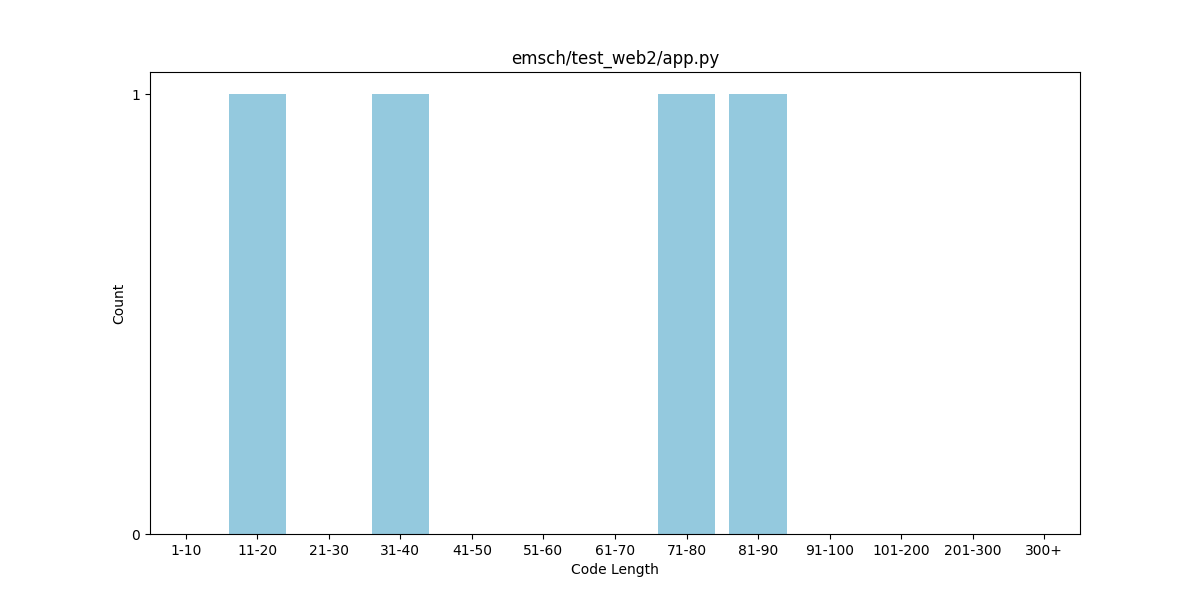 emsch/test_web2/app.py
1
Count
0
1-10 11-20 21-30 31-40 41-50 51-60 61-70 71-80 81-90 91-100 101-200 201-300 300+
Code Length